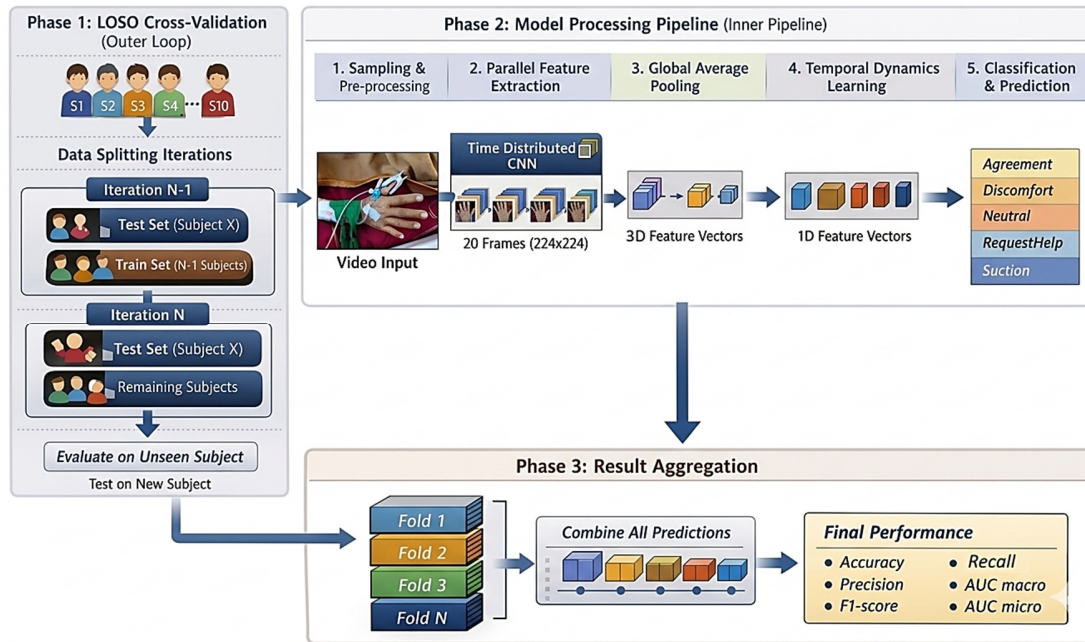 Phase 1: LOSO Cross-Validation
(Outer Loop)
S1 S2 S3 S4 ... S10
Data Splitting Iterations
Iteration N-1
Test Set (Subject X)
Train Set (N-1 Subjects)
Iteration N
Test Set (Subject X)
Remaining Subjects
Evaluate on Unseen Subject
Test on New Subject
Phase 2: Model Processing Pipeline (Inner Pipeline)
1. Sampling &
Pre-processing
2. Parallel Feature
Extraction
3. Global Average
Pooling
4. Temporal Dynamics
Learning
5. Classification
& Prediction
Video Input
Time Distributed
CNN
20 Frames (224x224)
3D Feature Vectors
1D Feature Vectors
Agreement
Discomfort
Neutral
RequestHelp
Suction
Phase 3: Result Aggregation
Fold 1
Fold 2
Fold 3
Fold N
Combine All Predictions
Final Performance
• Accuracy
• Precision
• F1-score
• Recall
• AUC macro
• AUC micro